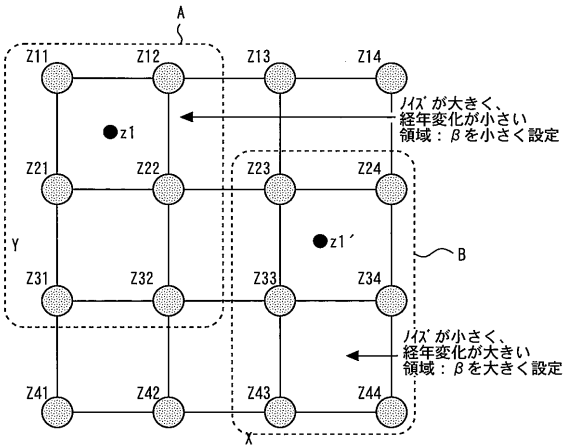 A
Z11 Z12 Z13 Z14
ノイズが大きく、
経年変化が小さい
領域：βを小さく設定
z1
Z21 Z22 Z23 Z24
Y
z1´
B
Z31 Z32 Z33 Z34
ノイズが小さく、
経年変化が大きい
領域：βを大きく設定
Z41 Z42 Z43 Z44
X